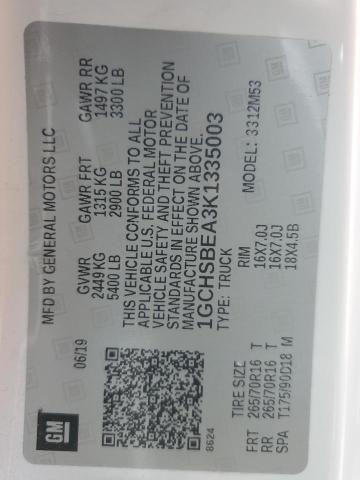 GM
MFD BY GENERAL MOTORS LLC
06/19
GVWR GAWR FRT GAWR RR
2449 KG 1315 KG 1497 KG
5400 LB 2900 LB 3300 LB
THIS VEHICLE CONFORMS TO ALL
APPLICABLE U.S. FEDERAL MOTOR
VEHICLE SAFETY AND THEFT PREVENTION
STANDARDS IN EFFECT ON THE DATE OF
MANUFACTURE SHOWN ABOVE.
1GCHSBEA3K1335003
8624
TYPE: TRUCK MODEL: 3312M53
TIRE SIZE RIM
FRT 265/70R16 T 16X7.0J
RR 265/70R16 T 16X7.0J
SPA T175/90D18 M 18X4.5B